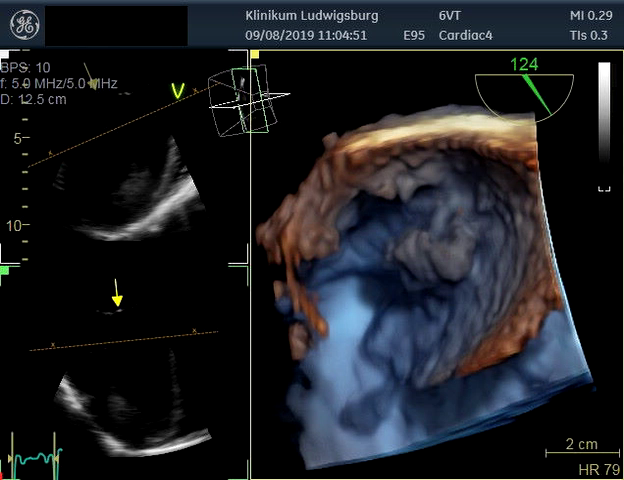 GE
Klinikum Ludwigsburg
09/08/2019 11:04:51
E95
6VT
Cardiac4
MI 0.29
TIs 0.3
BPS: 10
f: 5.0 MHz/5.0 MHz
D: 12.5 cm
V
5
10
124
2 cm
HR 79